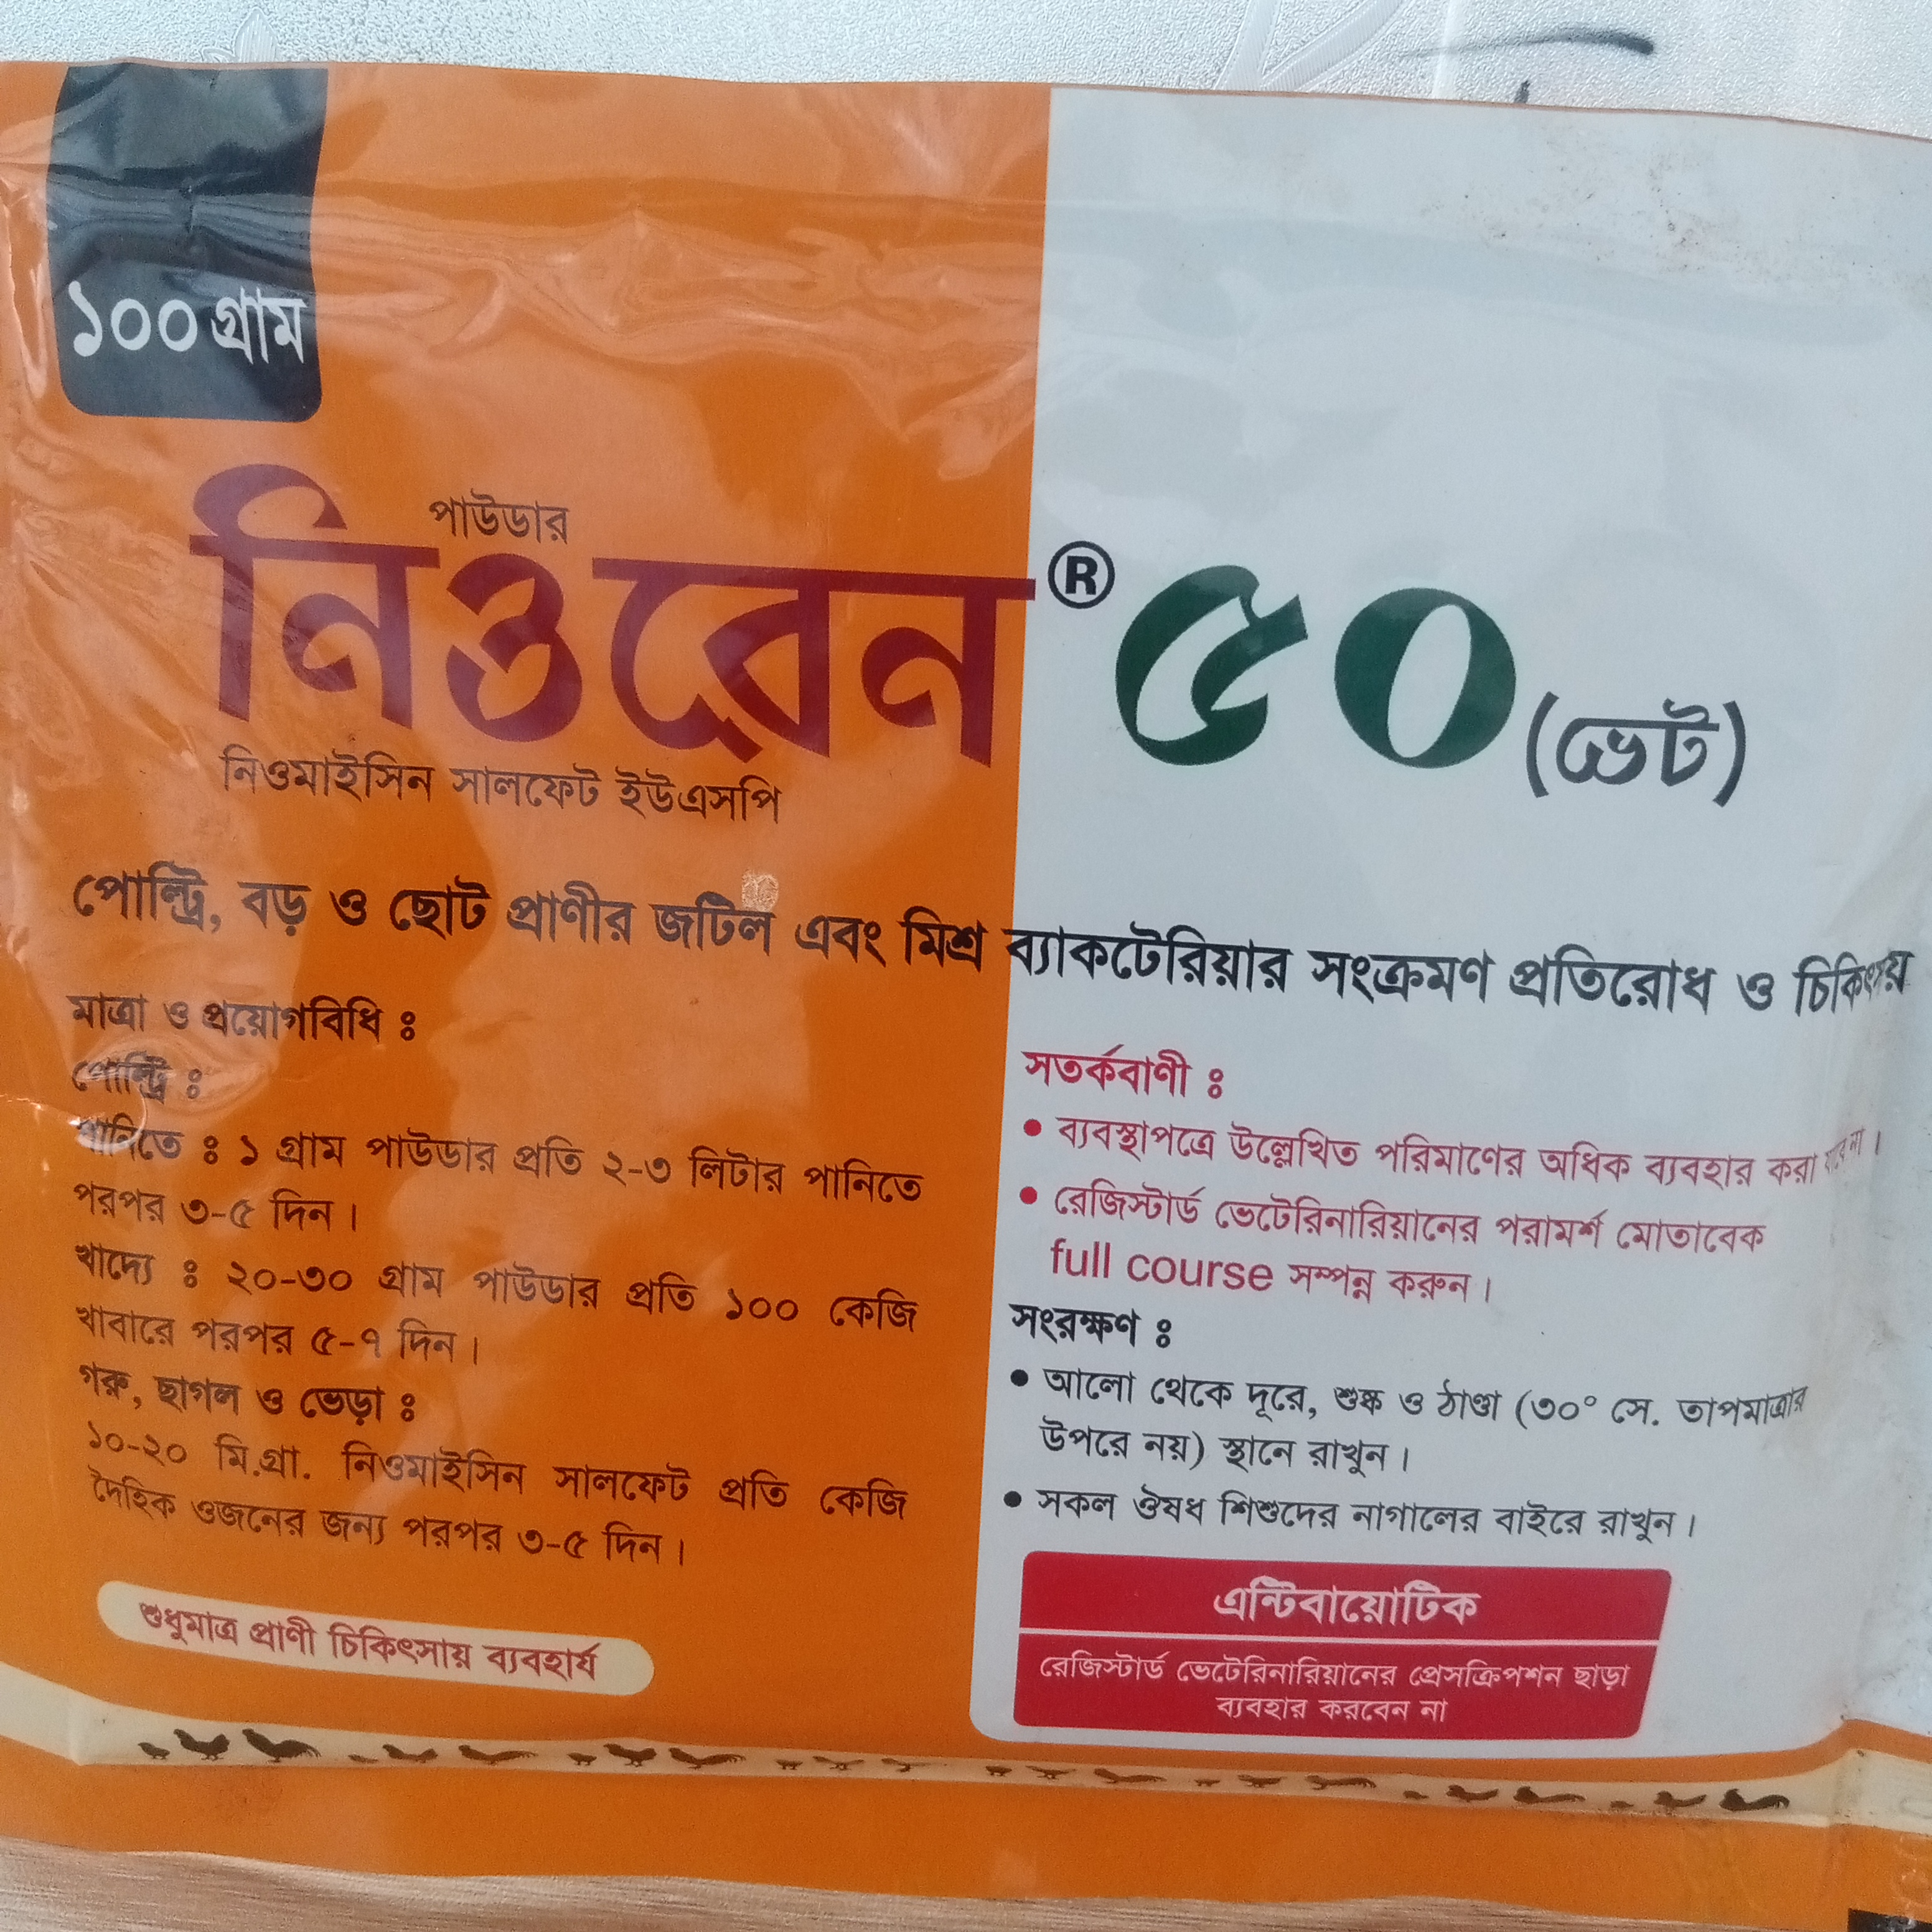 ১০০ গ্রাম
পাউডার
নিওরেন® ৫০ (ভেট)
নিওমাইসিন সালফেট ইউএসপি
পোল্ট্রি, বড় ও ছোট প্রাণীর জটিল এবং মিশ্র ব্যাকটেরিয়ার সংক্রমণ প্রতিরোধ ও চিকিৎসায়
মাত্রা ও প্রয়োগবিধি ঃ
পোল্ট্রি ঃ
পানিতে ঃ ১ গ্রাম পাউডার প্রতি ২-৩ লিটার পানিতে
পরপর ৩-৫ দিন।
খাদ্যে ঃ ২০-৩০ গ্রাম পাউডার প্রতি ১০০ কেজি
খাবারে পরপর ৫-৭ দিন।
গরু, ছাগল ও ভেড়া ঃ
১০-২০ মি.গ্রা. নিওমাইসিন সালফেট প্রতি কেজি
দৈহিক ওজনের জন্য পরপর ৩-৫ দিন।
শুধুমাত্র প্রাণী চিকিৎসায় ব্যবহার্য
সতর্কবাণী ঃ
• ব্যবস্থাপত্রে উল্লেখিত পরিমাণের অধিক ব্যবহার করা যাবে না।
• রেজিস্টার্ড ভেটেরিনারিয়ানের পরামর্শ মোতাবেক
full course সম্পন্ন করুন।
সংরক্ষণ ঃ
• আলো থেকে দূরে, শুষ্ক ও ঠাণ্ডা (৩০° সে. তাপমাত্রার
উপরে নয়) স্থানে রাখুন।
• সকল ঔষধ শিশুদের নাগালের বাইরে রাখুন।
এন্টিবায়োটিক
রেজিস্টার্ড ভেটেরিনারিয়ানের প্রেসক্রিপশন ছাড়া
ব্যবহার করবেন না